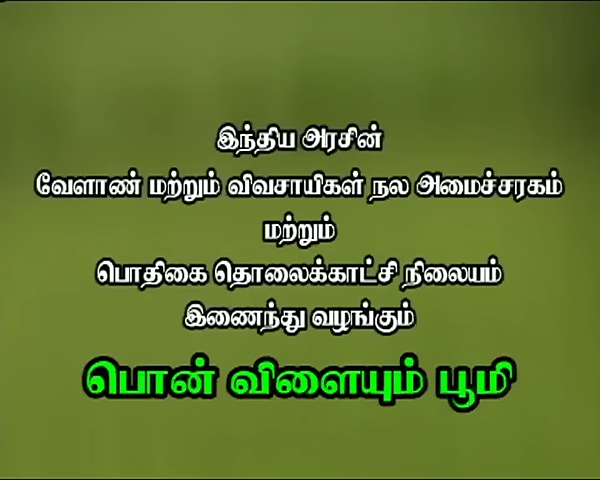 இந்திய அரசின்
வேளாண் மற்றும் விவசாயிகள் நல அமைச்சரகம்
மற்றும்
பொதிகை தொலைக்காட்சி நிலையம்
இணைந்து வழங்கும்
பொன் விளையும் பூமி